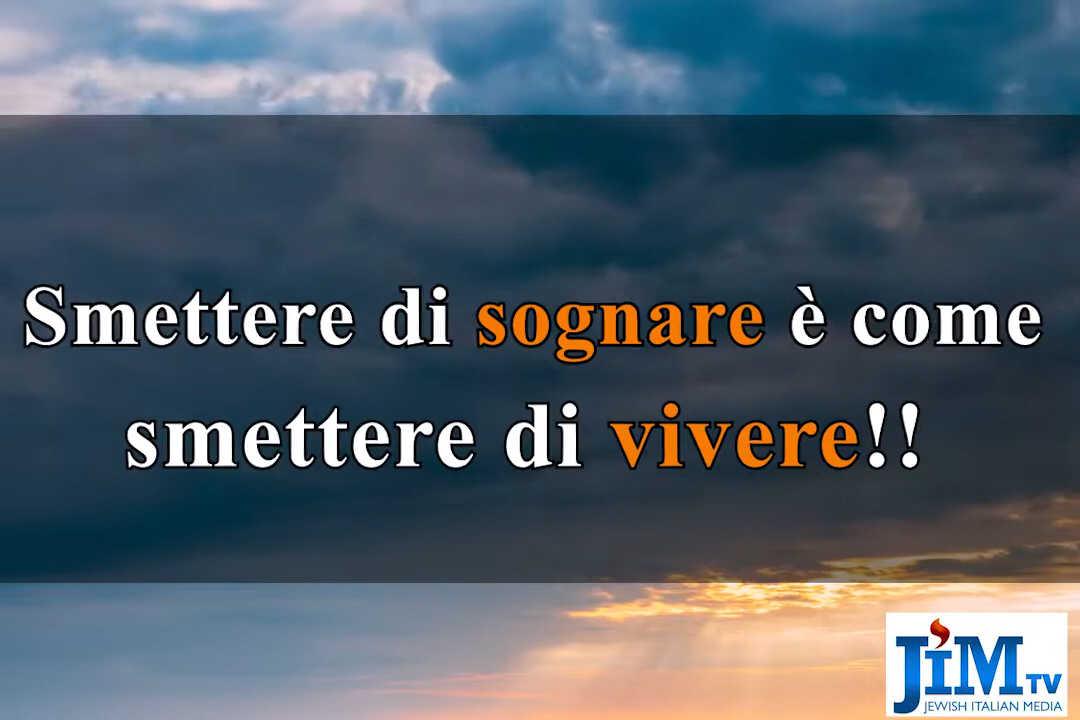 Smettere di sognare è come
smettere di vivere!!
JiM TV
JEWISH ITALIAN MEDIA